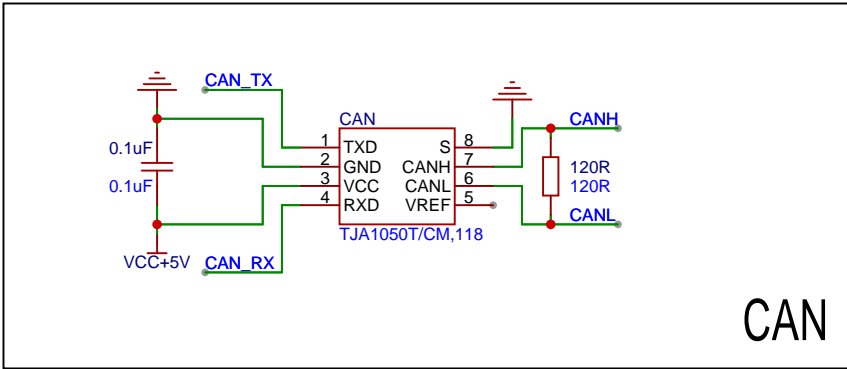 CAN_TX
CAN
CANH
0.1uF
0.1uF
1 TXD
2 GND
3 VCC
4 RXD
S 8
CANH 7
CANL 6
VREF 5
120R
120R
CANL
TJA1050T/CM,118
VCC+5V
CAN_RX
CAN